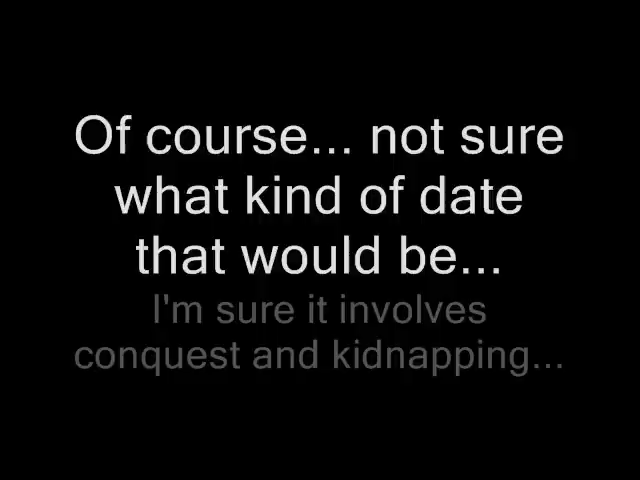 Of course... not sure
what kind of date
that would be...
I'm sure it involves
conquest and kidnapping...